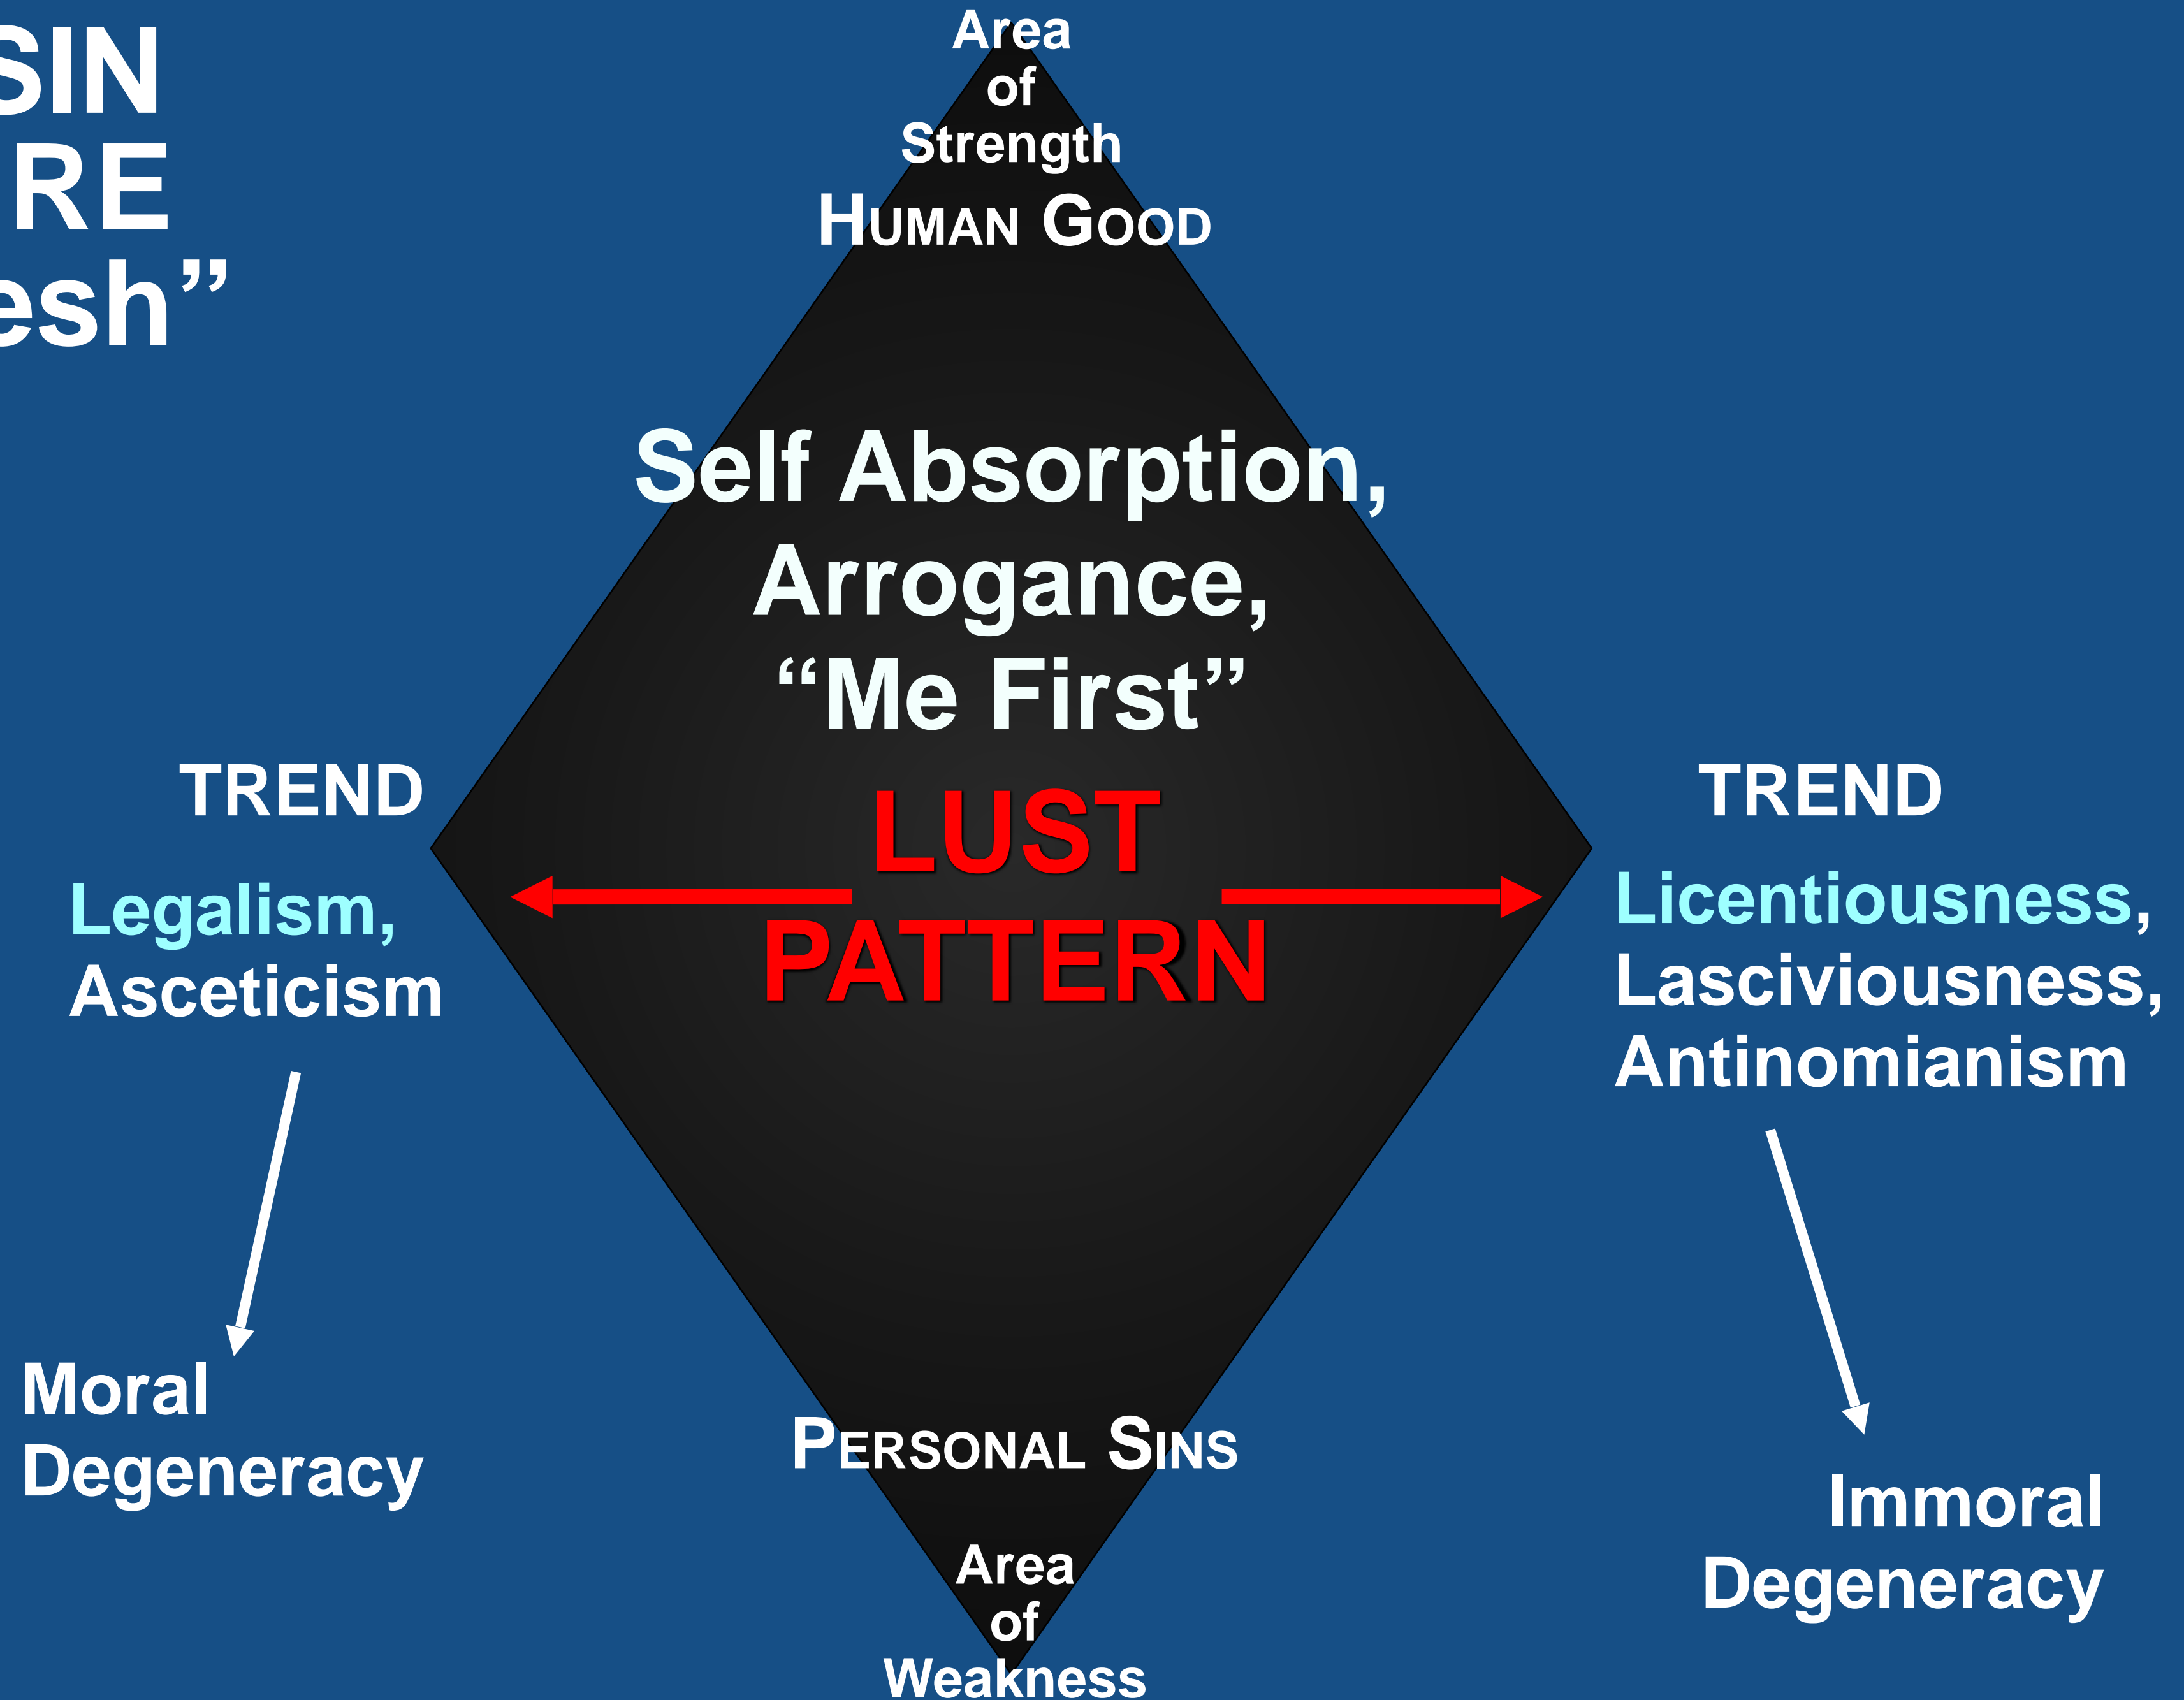 SIN
RE
esh”
Area
of
Strength
HUMAN GOOD
Self Absorption,
Arrogance,
“Me First”
LUST
PATTERN
TREND
Legalism,
Asceticism
TREND
Licentiousness,
Lasciviousness,
Antinomianism
Moral
Degeneracy
Immoral
Degeneracy
PERSONAL SINS
Area
of
Weakness